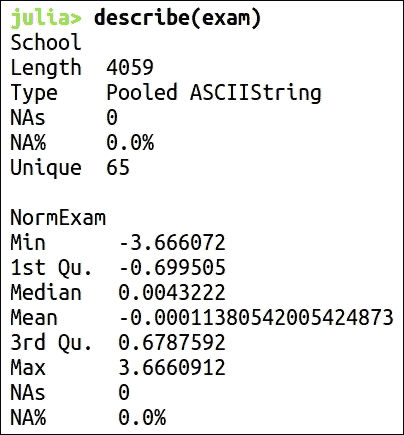 julia> describe(exam)
School
Length  4059
Type    Pooled ASCIIString
NAs     0
NA%     0.0%
Unique  65

NormExam
Min      -3.666072
1st Qu.  -0.699505
Median   0.0043222
Mean     -0.00011380542005424873
3rd Qu.  0.6787592
Max      3.6660912
NAs      0
NA%      0.0%